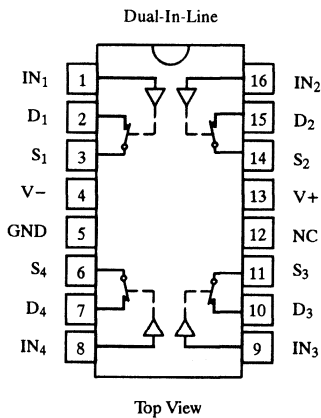 Dual-In-Line
IN1 1 16 IN2
D1 2 15 D2
S1 3 14 S2
V− 4 13 V+
GND 5 12 NC
S4 6 11 S3
D4 7 10 D3
IN4 8 9 IN3
Top View